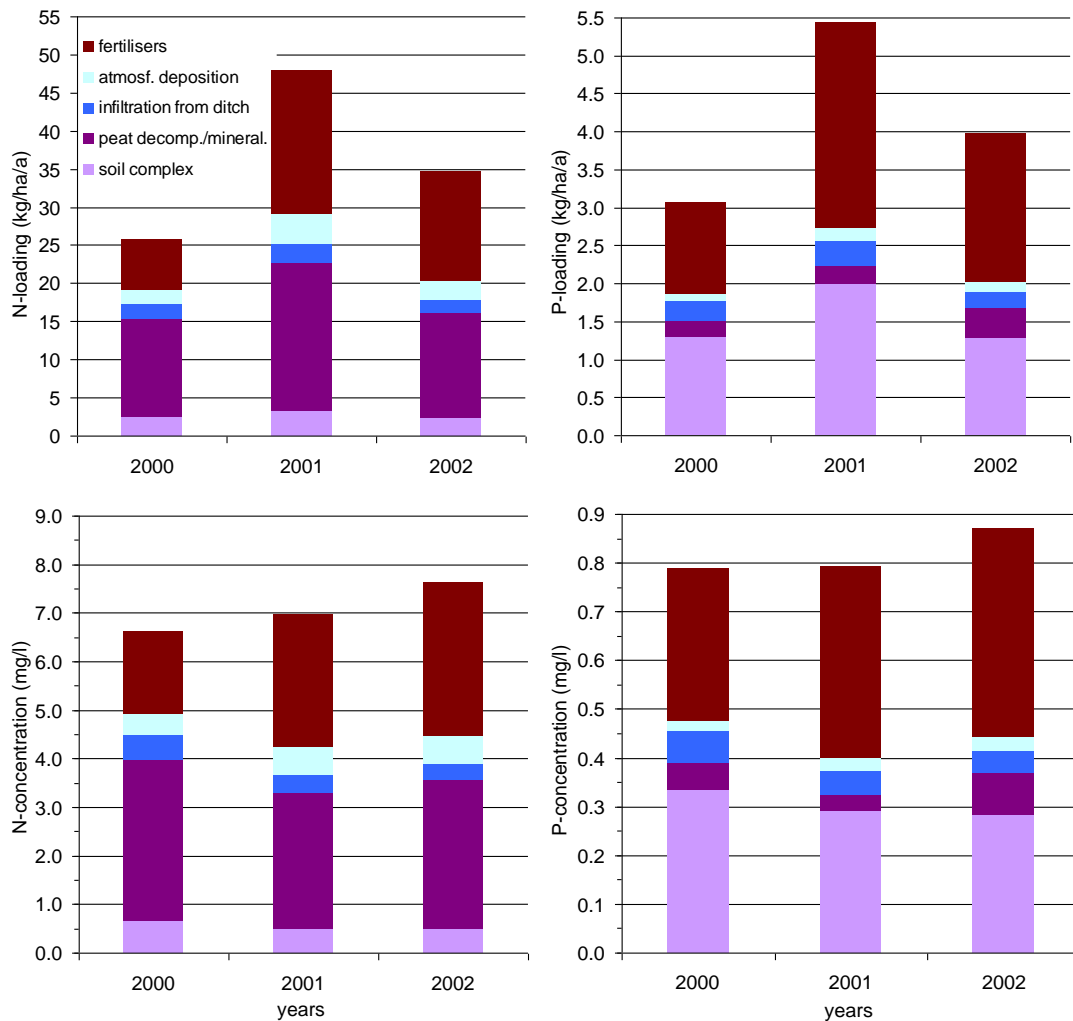 N-loading (kg/ha/a)
55
50
45
40
35
30
25
20
15
10
5
0
fertilisers
atmosf. deposition
infiltration from ditch
peat decomp./mineral.
soil complex
2000 2001 2002
P-loading (kg/ha/a)
5.5
5.0
4.5
4.0
3.5
3.0
2.5
2.0
1.5
1.0
0.5
0.0
2000 2001 2002
N-concentration (mg/l)
9.0
8.0
7.0
6.0
5.0
4.0
3.0
2.0
1.0
0.0
2000 2001 2002
years
P-concentration (mg/l)
0.9
0.8
0.7
0.6
0.5
0.4
0.3
0.2
0.1
0.0
2000 2001 2002
years